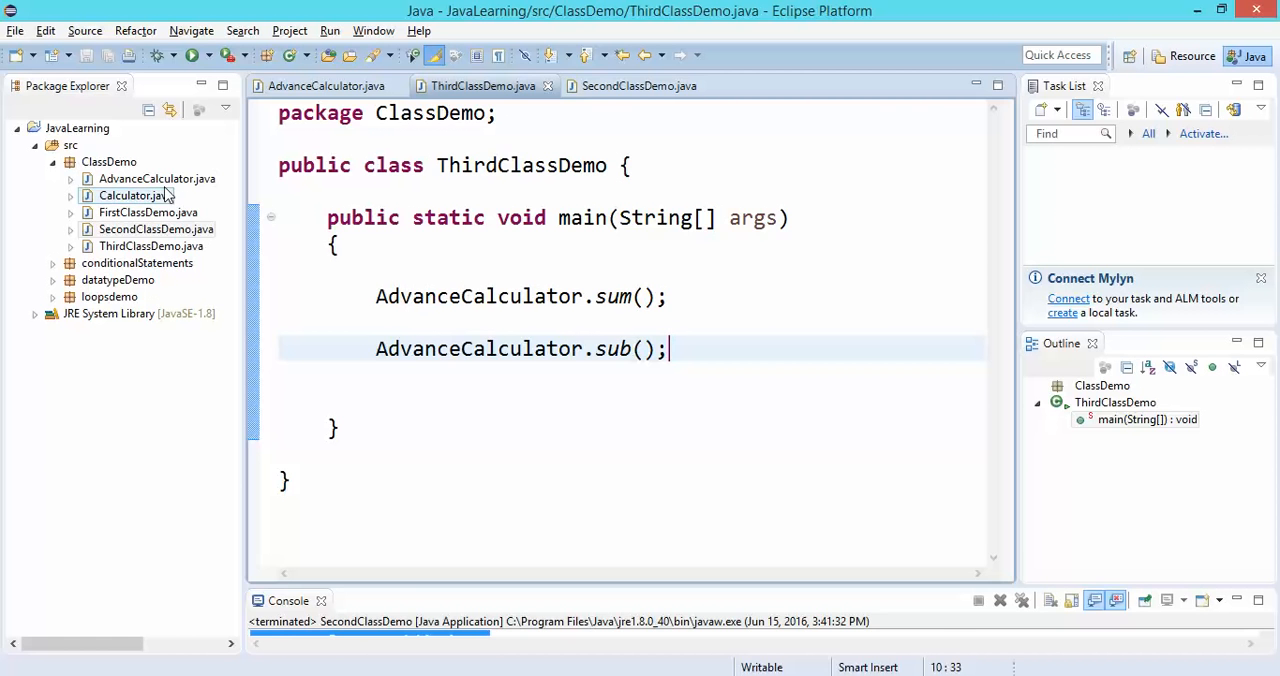 Java - JavaLearning/src/ClassDemo/ThirdClassDemo.java - Eclipse Platform
File Edit Source Refactor Navigate Search Project Run Window Help
Quick Access
Resource
Java
Package Explorer
JavaLearning
src
ClassDemo
AdvanceCalculator.java
Calculator.java
FirstClassDemo.java
SecondClassDemo.java
ThirdClassDemo.java
conditionalStatements
datatypeDemo
loopsdemo
JRE System Library [JavaSE-1.8]
AdvanceCalculator.java ThirdClassDemo.java SecondClassDemo.java
package ClassDemo;
public class ThirdClassDemo {
public static void main(String[] args)
{
AdvanceCalculator.sum();
AdvanceCalculator.sub();
}
}
Task List
Find All Activate...
Connect Mylyn
Connect to your task and ALM tools or
create a local task.
Outline
ClassDemo
ThirdClassDemo
main(String[]) : void
Console
<terminated> SecondClassDemo [Java Application] C:\Program Files\Java\jre1.8.0_40\bin\javaw.exe (Jun 15, 2016, 3:41:32 PM)
Writable Smart Insert 10 : 33